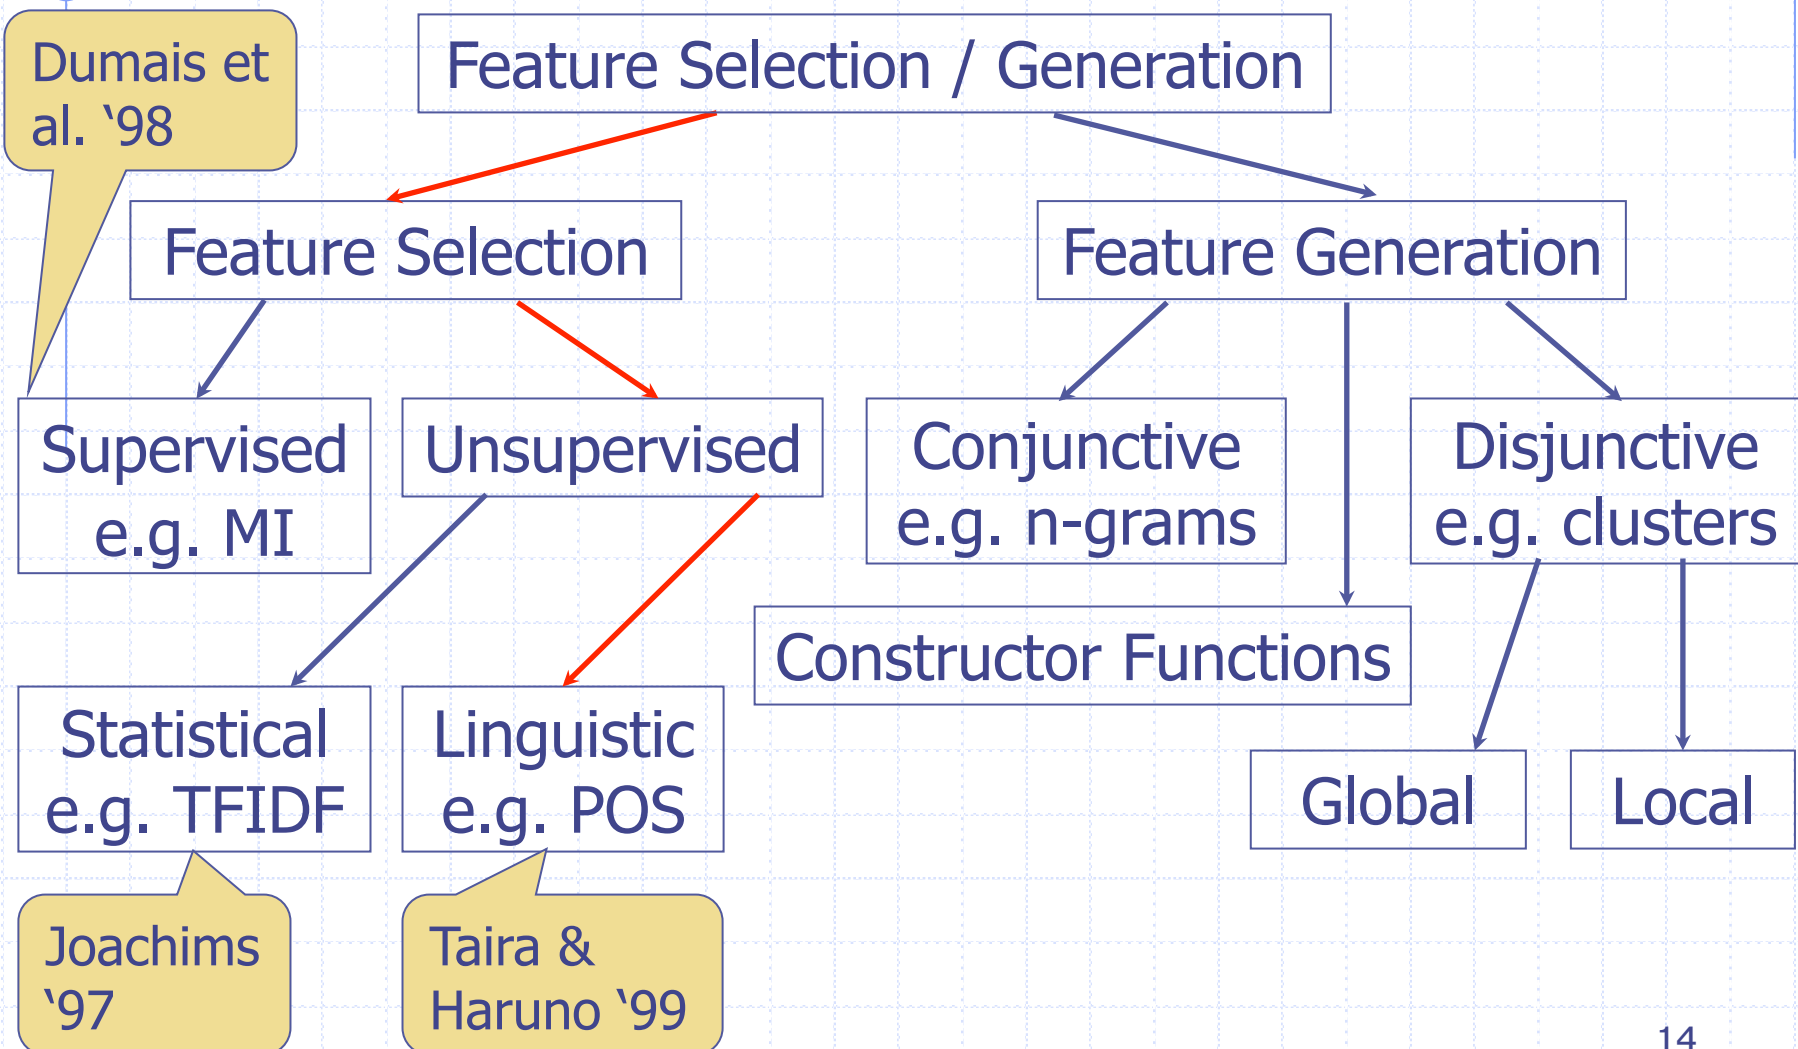 Dumais et
al. ‘98
Feature Selection / Generation
Feature Selection
Feature Generation
Supervised
e.g. MI
Unsupervised
Conjunctive
e.g. n-grams
Disjunctive
e.g. clusters
Constructor Functions
Statistical
e.g. TFIDF
Linguistic
e.g. POS
Global
Local
Joachims
‘97
Taira &
Haruno ‘99
14